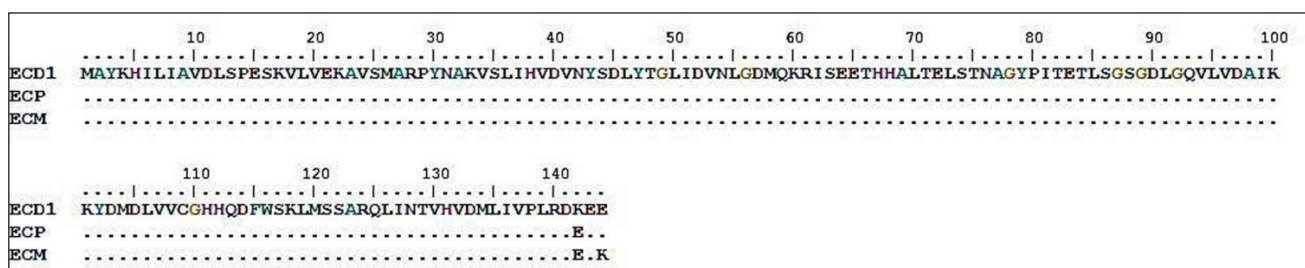 10 20 30 40 50 60 70 80 90 100
....|....|....|....|....|....|....|....|....|....|....|....|....|....|....|....|....|....|....|....|
ECD1 MAYKHILIAVDLSPESKVLVEKAVSMARPYNAKVSLIHVDVNYSDLYTGLIDVNLGDMQKRISEETHHALTELSTNAGYPITETLSGSGDLGQVLVDAIK
ECP ....................................................................................................
ECM ....................................................................................................
110 120 130 140
....|....|....|....|....|....|....|....|....
ECD1 KYDMDLVVCGHHQDFWSKLMSSARQLINTVHVDMLIVPLRDKEE
ECP .........................................E..
ECM .........................................E.K